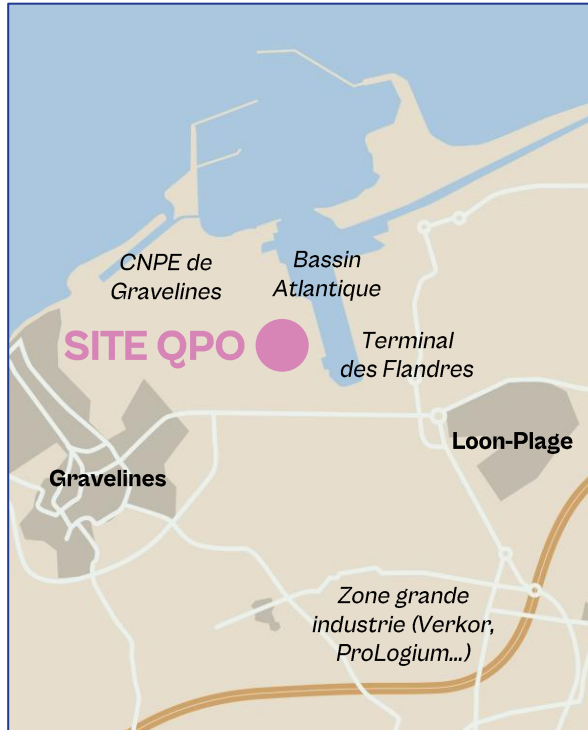 CNPE de
Gravelines
Bassin
Atlantique
SITE QPO
Terminal
des Flandres
Loon-Plage
Gravelines
Zone grande
industrie (Verkor,
ProLogium...)